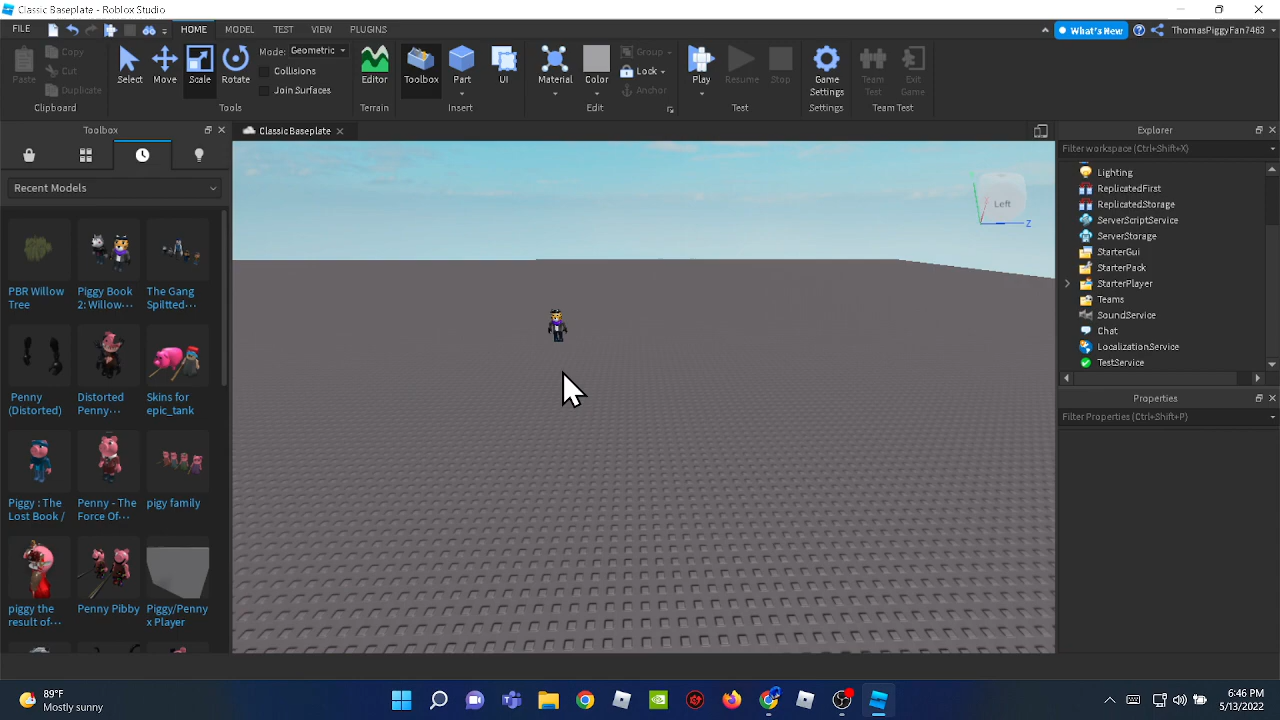 Classic Baseplate - Roblox Studio
FILE HOME MODEL TEST VIEW PLUGINS What's New ThomasPiggyFan7463
Paste Copy Cut Duplicate
Select Move Scale Rotate Mode: Geometric Collisions Join Surfaces
Editor Toolbox Part UI Material Color Group Lock Anchor
Play Resume Stop Game Settings Team Test Exit Game
Clipboard Tools Terrain Insert Edit Test Settings Team Test
Toolbox
Classic Baseplate
Recent Models
PBR Willow
Tree
Piggy Book
2: Willow...
The Gang
Spiltted...
Penny
(Distorted)
Distorted
Penny...
Skins for
epic_tank
Piggy : The
Lost Book /
Penny - The
Force Of...
pigy family
piggy the
result of...
Penny Pibby
Piggy/Penny
x Player
Left
Z
Explorer
Filter workspace (Ctrl+Shift+X)
Lighting
ReplicatedFirst
ReplicatedStorage
ServerScriptService
ServerStorage
StarterGui
StarterPack
StarterPlayer
Teams
SoundService
Chat
LocalizationService
TestService
Properties
Filter Properties (Ctrl+Shift+P)
89°F
Mostly sunny
6:46 PM
5/13/2022